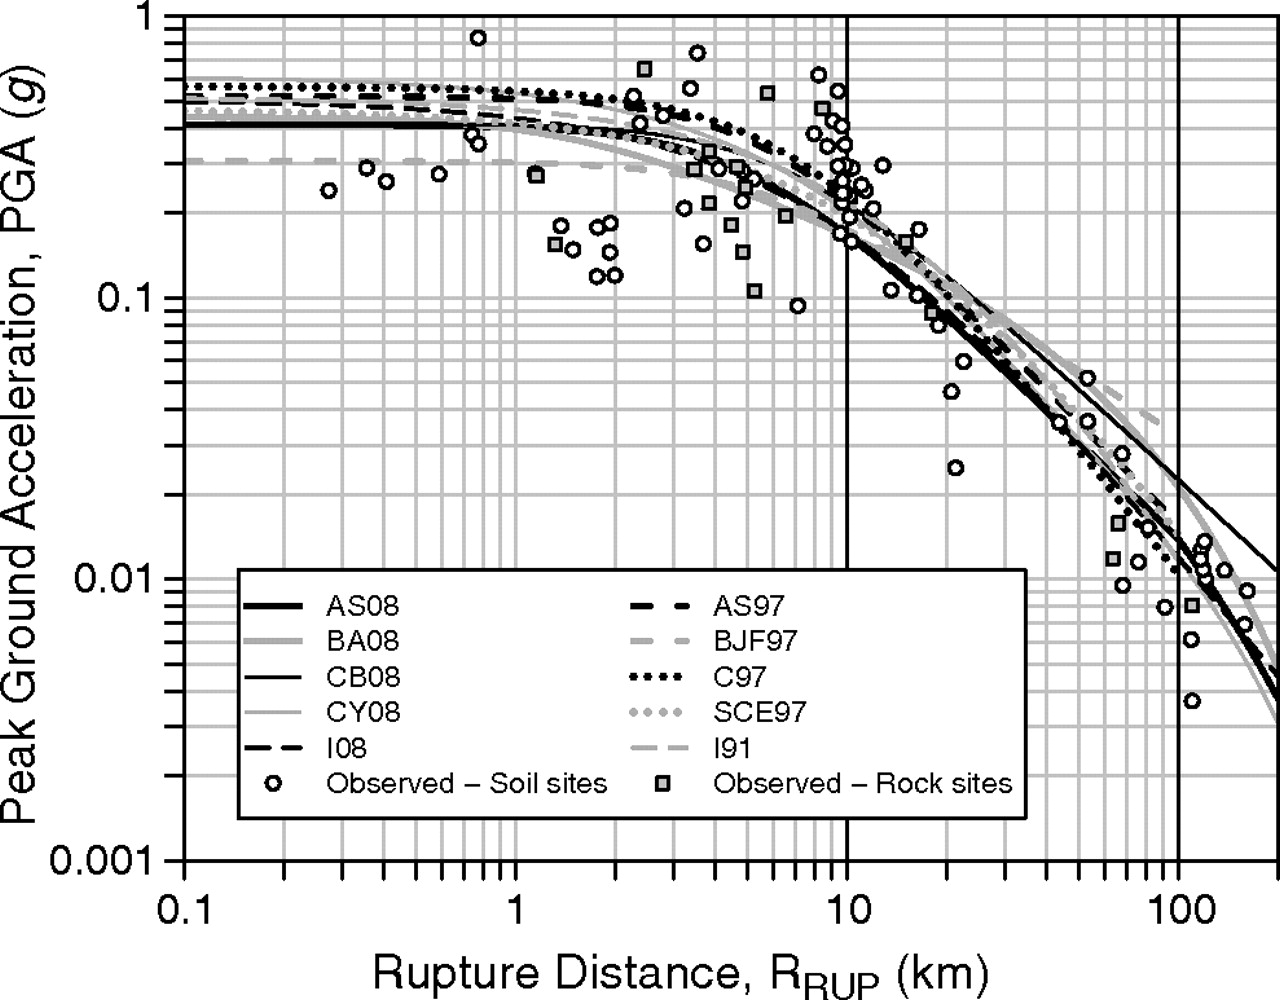 Peak Ground Acceleration, PGA (g)
1
0.1
0.01
0.001
AS08
BA08
CB08
CY08
I08
Observed – Soil sites
AS97
BJF97
C97
SCE97
I91
Observed – Rock sites
0.1 1 10 100
Rupture Distance, RRUP (km)